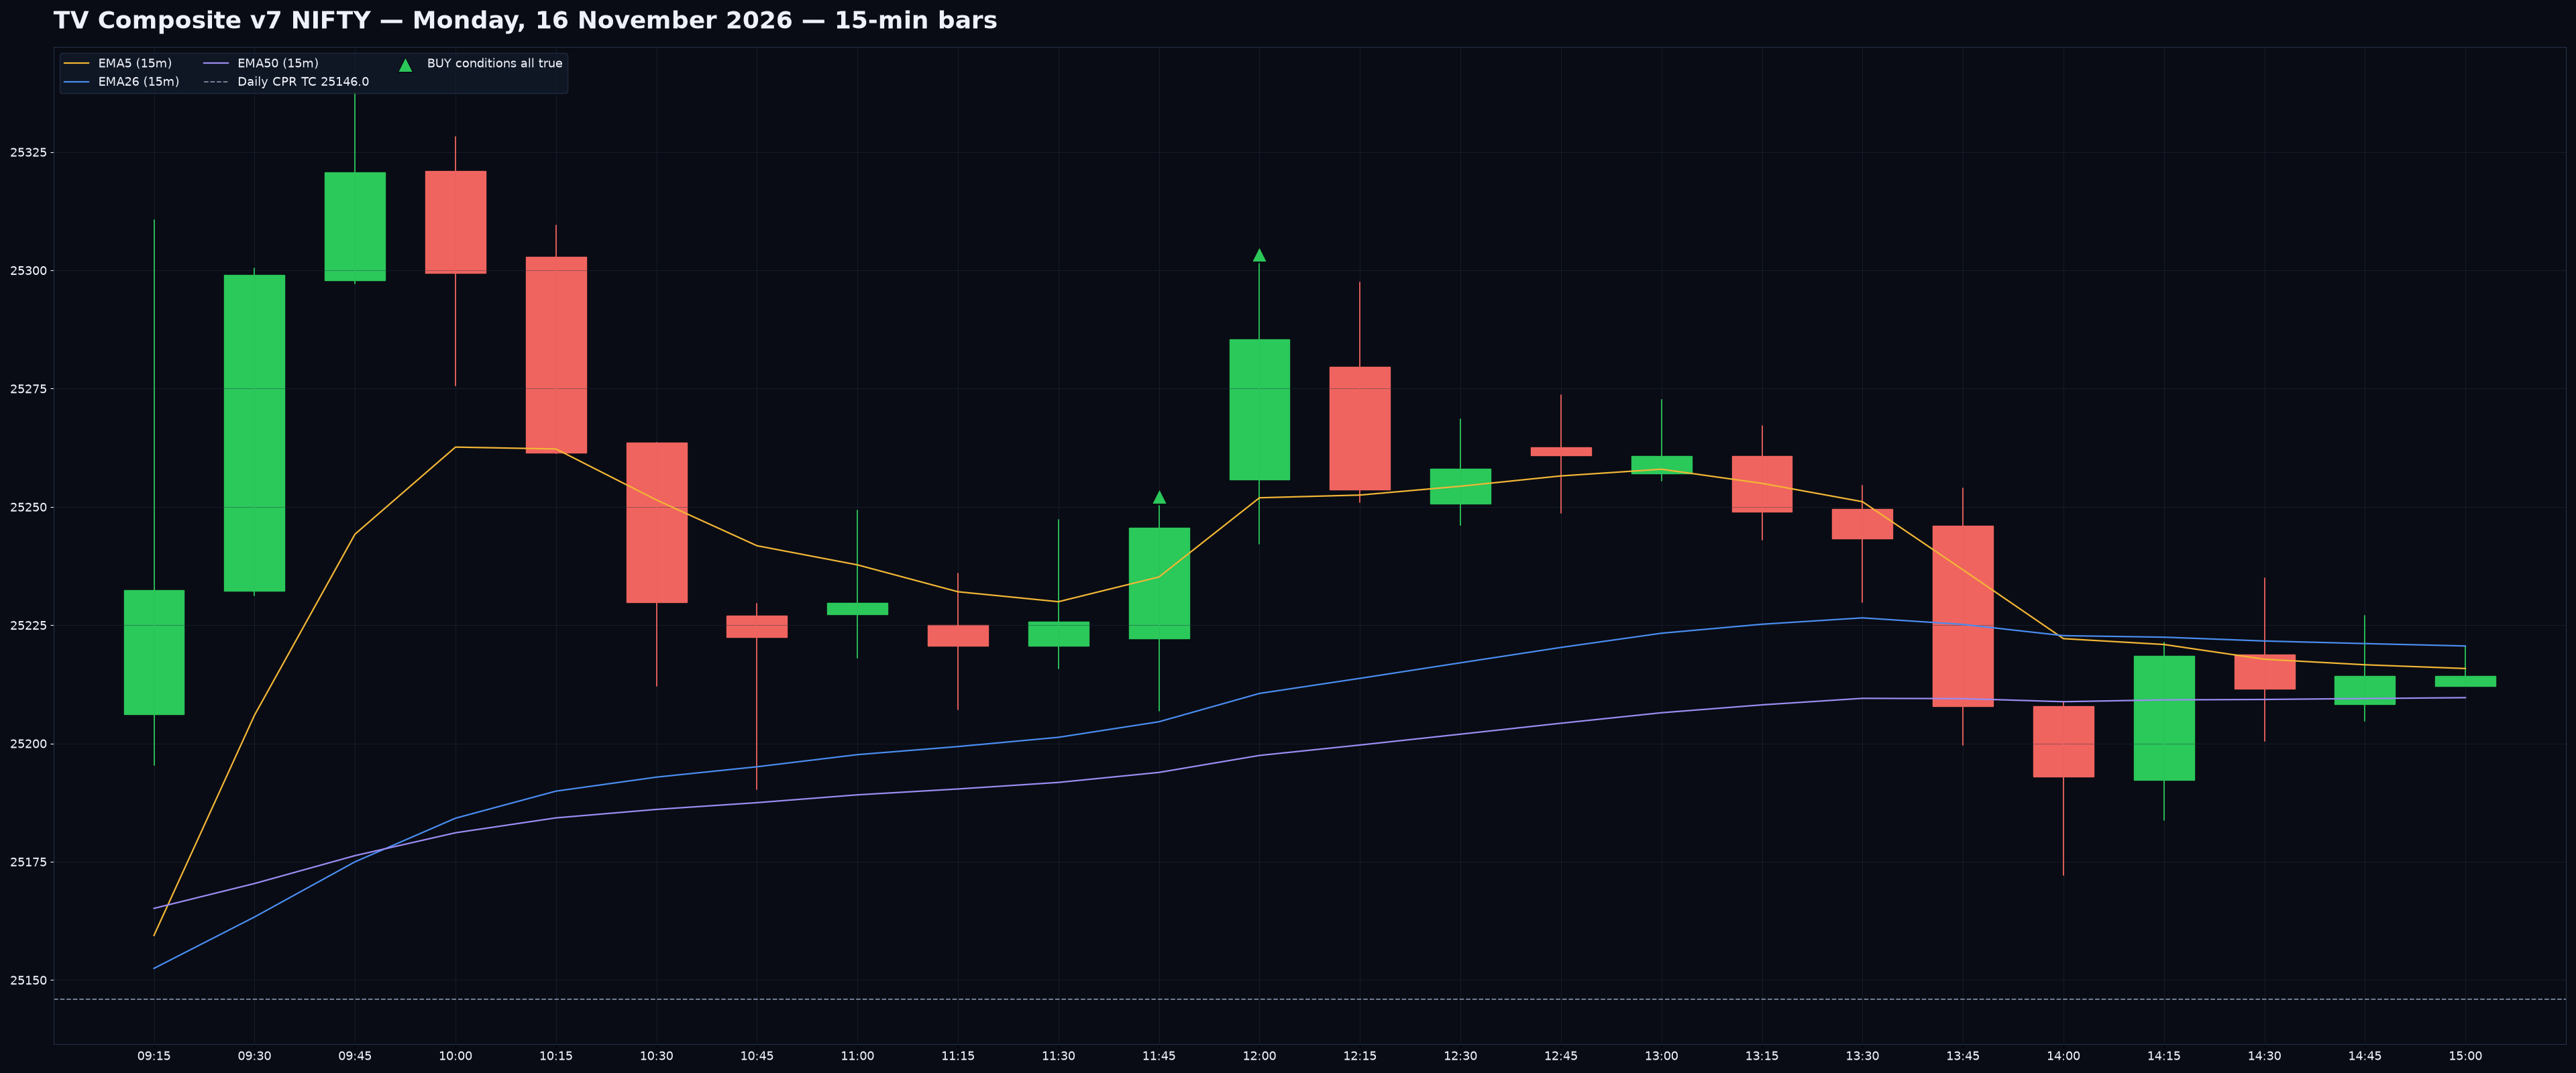 TV Composite v7 NIFTY — Monday, 16 November 2026 — 15-min bars
EMA5 (15m)
EMA26 (15m)
EMA50 (15m)
Daily CPR TC 25146.0
BUY conditions all true
25325
25300
25275
25250
25225
25200
25175
25150
09:15 09:30 09:45 10:00 10:15 10:30 10:45 11:00 11:15 11:30 11:45 12:00 12:15 12:30 12:45 13:00 13:15 13:30 13:45 14:00 14:15 14:30 14:45 15:00